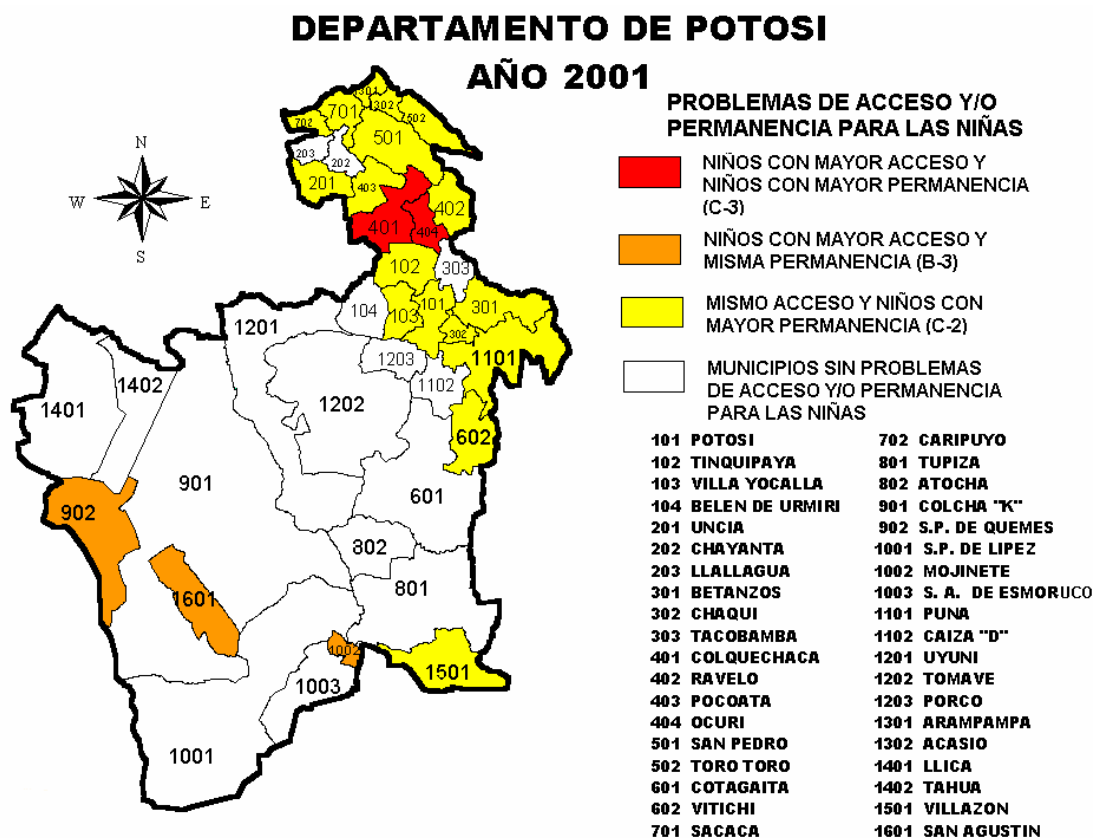 DEPARTAMENTO DE POTOSI
AÑO 2001
PROBLEMAS DE ACCESO Y/O
PERMANENCIA PARA LAS NIÑAS
NIÑOS CON MAYOR ACCESO Y
NIÑOS CON MAYOR PERMANENCIA
(C-3)
NIÑOS CON MAYOR ACCESO Y
MISMA PERMANENCIA (B-3)
MISMO ACCESO Y NIÑOS CON
MAYOR PERMANENCIA (C-2)
MUNICIPIOS SIN PROBLEMAS
DE ACCESO Y/O PERMANENCIA
PARA LAS NIÑAS
101 POTOSI
102 TINQUIPAYA
103 VILLA YOCALLA
104 BELEN DE URMIRI
201 UNCIA
202 CHAYANTA
203 LLALLAGUA
301 BETANZOS
302 CHAQUI
303 TACOBAMBA
401 COLQUECHACA
402 RAVELO
403 POCOATA
404 OCURI
501 SAN PEDRO
502 TORO TORO
601 COTAGAITA
602 VITICHI
701 SACACA
702 CARIPUYO
801 TUPIZA
802 ATOCHA
901 COLCHA "K"
902 S.P. DE QUEMES
1001 S.P. DE LIPEZ
1002 MOJINETE
1003 S. A. DE ESMORUCO
1101 PUNA
1102 CAIZA "D"
1201 UYUNI
1202 TOMAVE
1203 PORCO
1301 ARAMPAMPA
1302 ACASIO
1401 LLICA
1402 TAHUA
1501 VILLAZON
1601 SAN AGUSTIN
N
W
E
S
1301
701
1302
7502
702
501
203
202
201
403
402
401
404
102
303
104
103
101
301
302
1201
1203
1101
1102
1202
1402
1401
602
901
601
902
802
801
1601
1002
1501
1003
1001